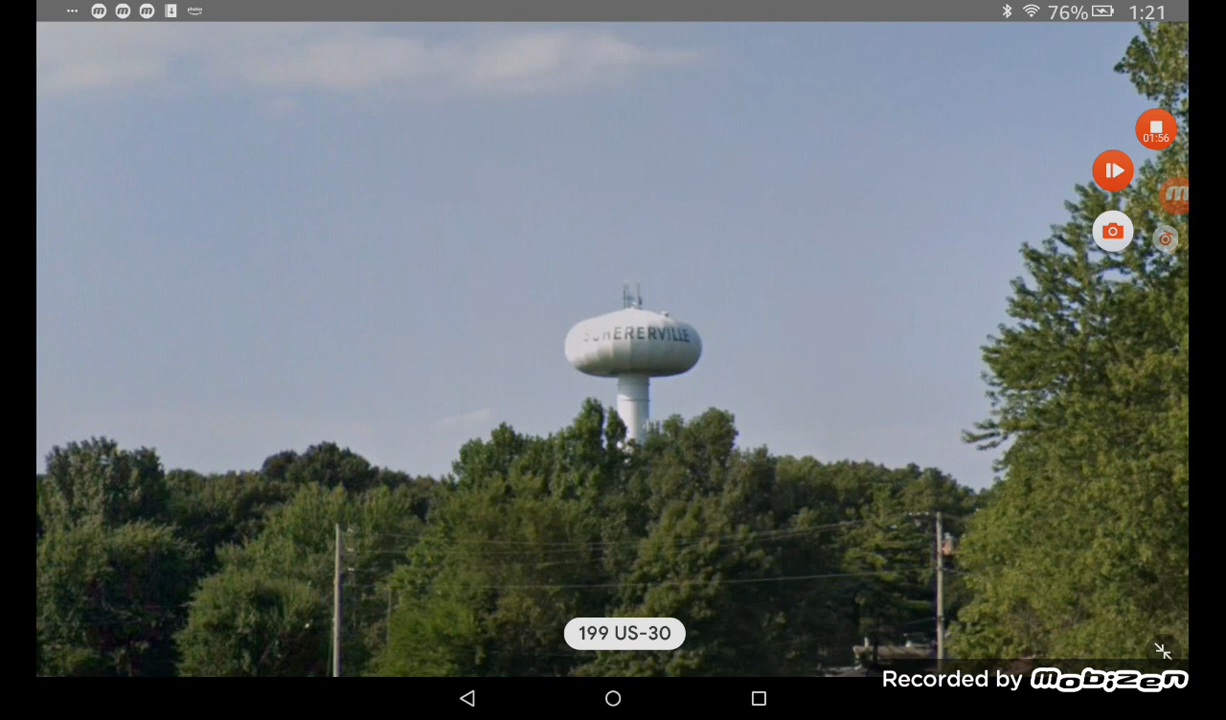 76% 1:21
01:56
SCHERERVILLE
199 US-30
Recorded by mobizen